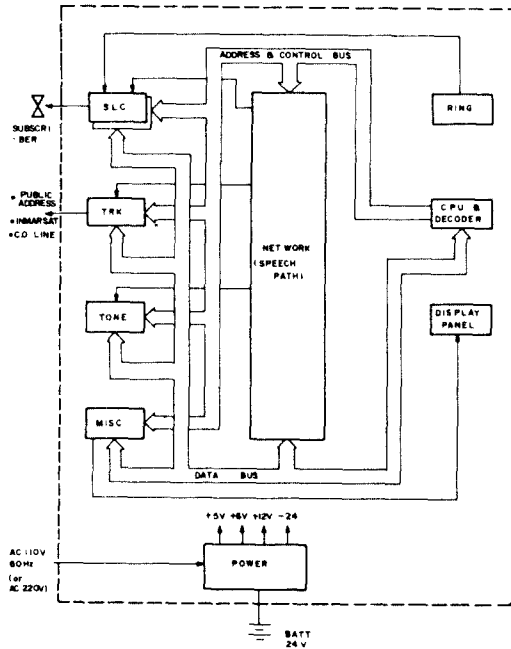 ADDRESS & CONTROL BUS
SLC
RING
SUBSCRI
-BER
* PUBLIC
ADDRESS
*INMARSAT
*C.O LINE
TRK
CPU &
DECODER
NETWORK
(SPEECH
PATH)
TONE
DISPLAY
PANEL
MISC
DATA BUS
+5V +6V +12V -24
AC 110V
60Hz
(or
AC 220V)
POWER
BATT
24V